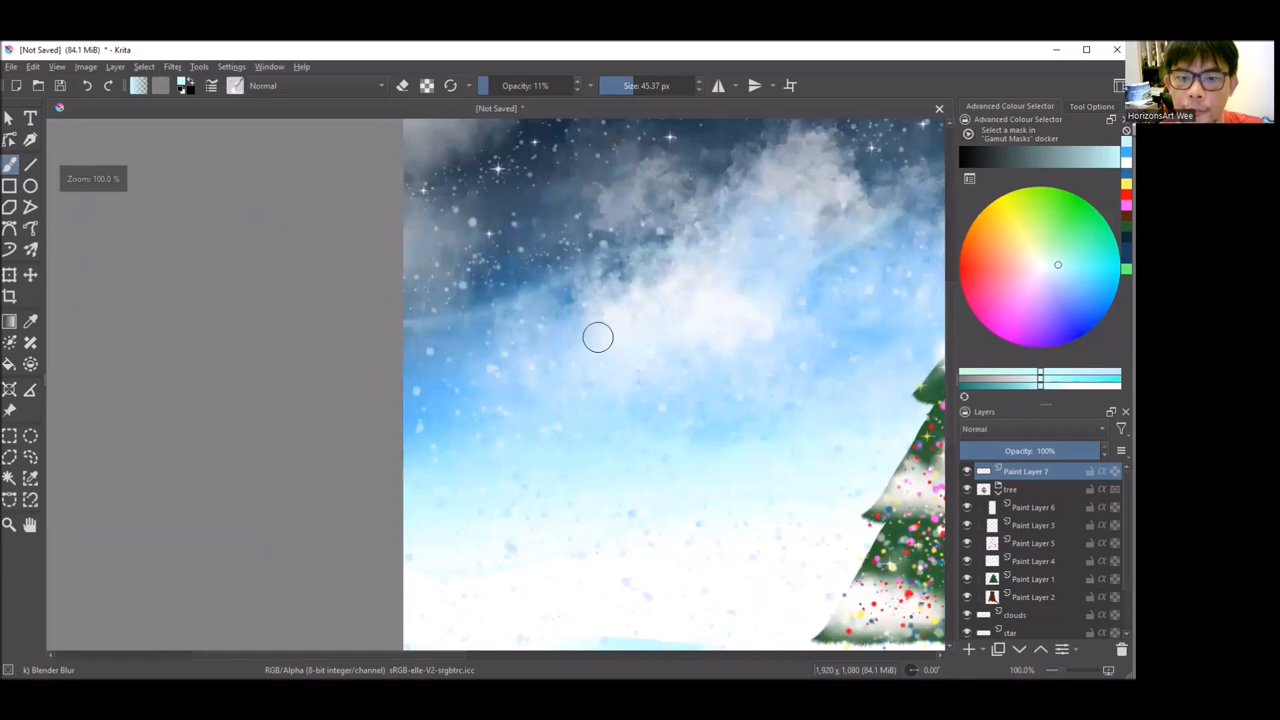 [Not Saved] (84.1 MiB) * - Krita
File Edit View Image Layer Select Filter Tools Settings Window Help
Normal
Opacity: 11%
Size: 45.37 px
HorizonsArt Wee
[Not Saved] *
Advanced Colour Selector
Tool Options
Advanced Colour Selector
Select a mask in
"Gamut Masks" docker
Zoom: 100.0 %
Layers
Normal
Opacity: 100%
Paint Layer 7
tree
Paint Layer 6
Paint Layer 3
Paint Layer 5
Paint Layer 4
Paint Layer 1
Paint Layer 2
clouds
star
k) Blender Blur
RGB/Alpha (8-bit integer/channel) sRGB-elle-V2-srgbtrc.icc
1,920 x 1,080 (84.1 MiB)
0.00°
100.0%